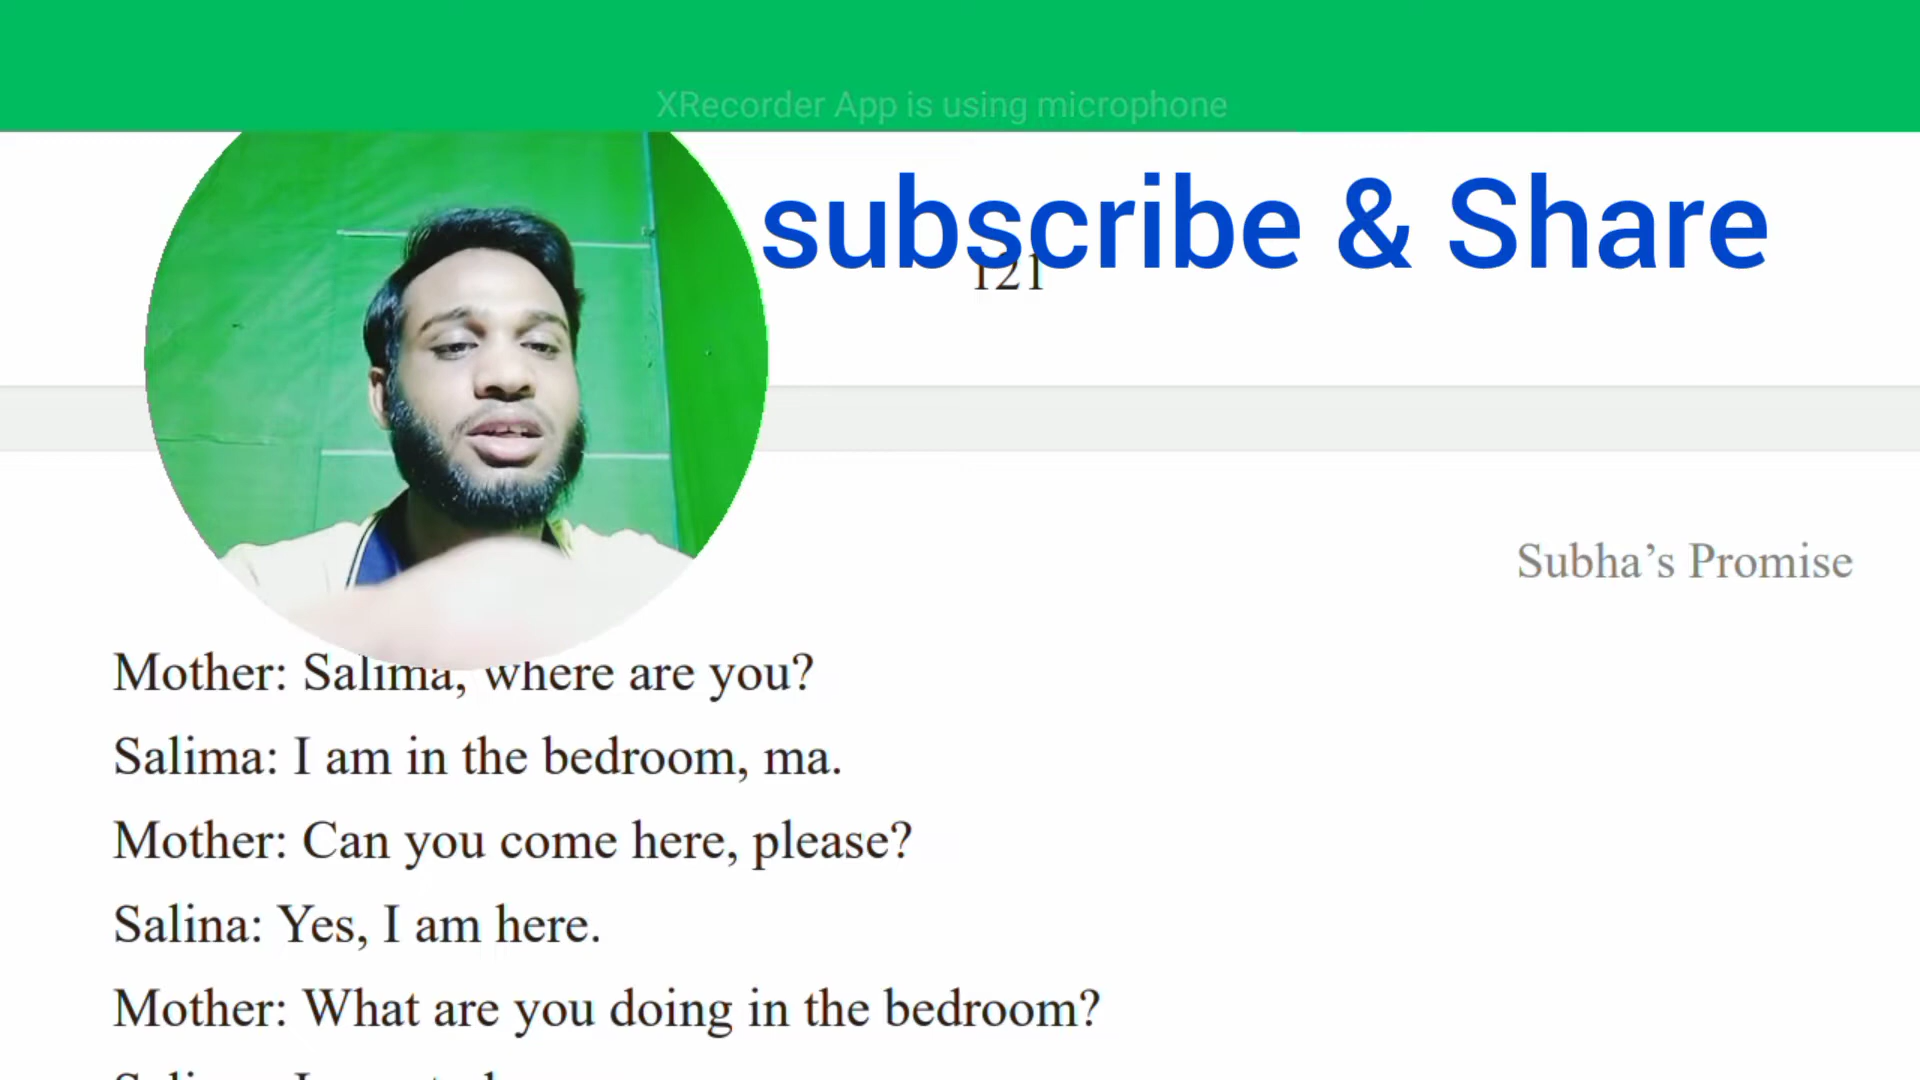 XRecorder App is using microphone
subscribe & Share
121
Subha’s Promise
Mother: Salima, where are you?
Salima: I am in the bedroom, ma.
Mother: Can you come here, please?
Salina: Yes, I am here.
Mother: What are you doing in the bedroom?